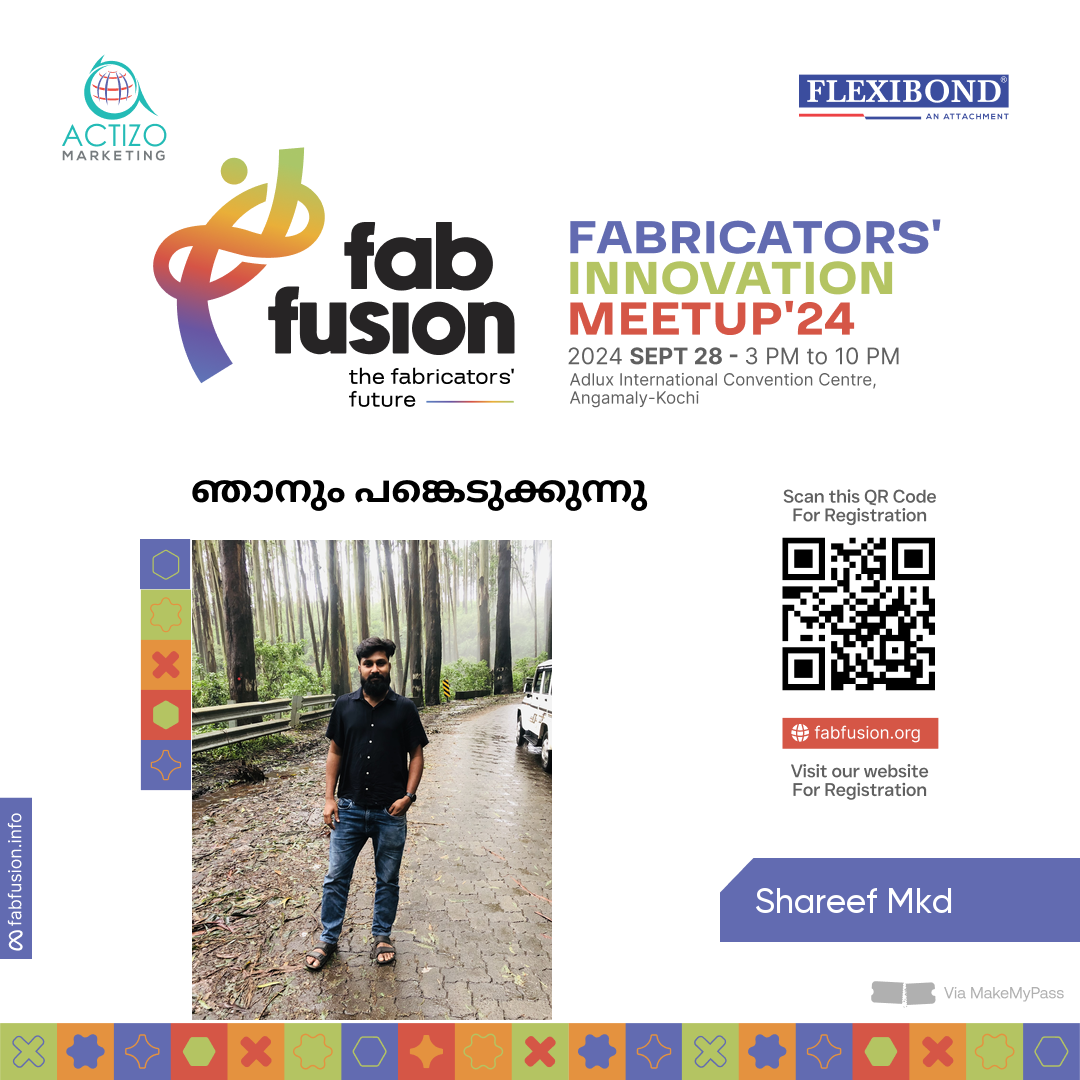 ACTIZO
MARKETING
FLEXIBOND®
AN ATTACHMENT
fab
fusion
the fabricators'
future
FABRICATORS'
INNOVATION
MEETUP'24
2024 SEPT 28 - 3 PM to 10 PM
Adlux International Convention Centre,
Angamaly-Kochi
ഞാനും പങ്കെടുക്കുന്നു
Scan this QR Code
For Registration
fabfusion.org
Visit our website
For Registration
fabfusion.info
Shareef Mkd
Via MakeMyPass